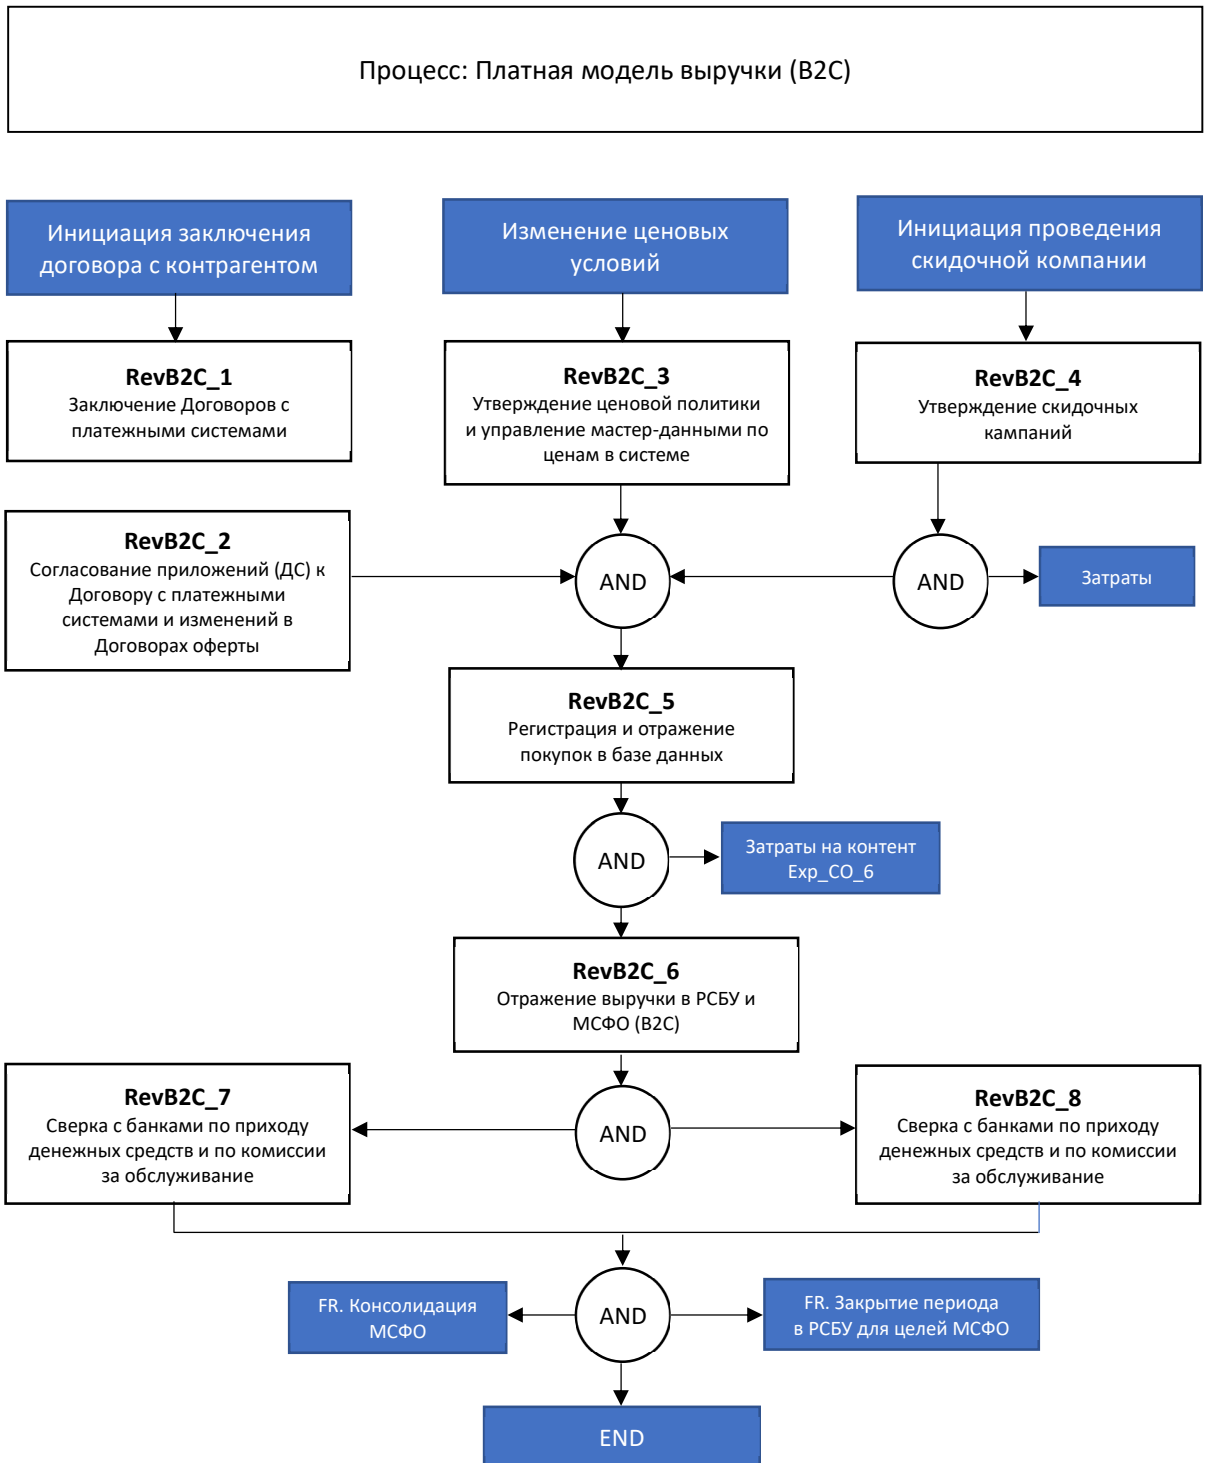 Процесс: Платная модель выручки (B2C)
Инициация заключения
договора с контрагентом
Изменение ценовых
условий
Инициация проведения
скидочной компании
RevB2C_1
Заключение Договоров с
платежными системами
RevB2C_3
Утверждение ценовой политики
и управление мастер-данными по
ценам в системе
RevB2C_4
Утверждение скидочных
кампаний
RevB2C_2
Согласование приложений (ДС) к
Договору с платежными
системами и изменений в
Договорах оферты
AND
AND
Затраты
RevB2C_5
Регистрация и отражение
покупок в базе данных
AND
Затраты на контент
Exp_CO_6
RevB2C_6
Отражение выручки в РСБУ и
МСФО (B2C)
RevB2C_7
Сверка с банками по приходу
денежных средств и по комиссии
за обслуживание
AND
RevB2C_8
Сверка с банками по приходу
денежных средств и по комиссии
за обслуживание
FR. Консолидация
МСФО
AND
FR. Закрытие периода
в РСБУ для целей МСФО
END